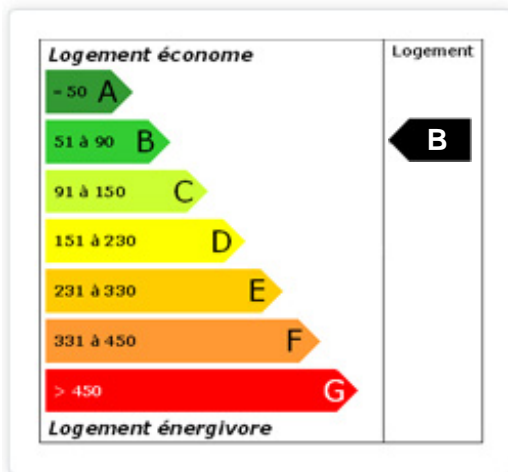 Logement économe
Logement
- 50 A
51 à 90 B
B
91 à 150 C
151 à 230 D
231 à 330 E
331 à 450 F
> 450 G
Logement énergivore